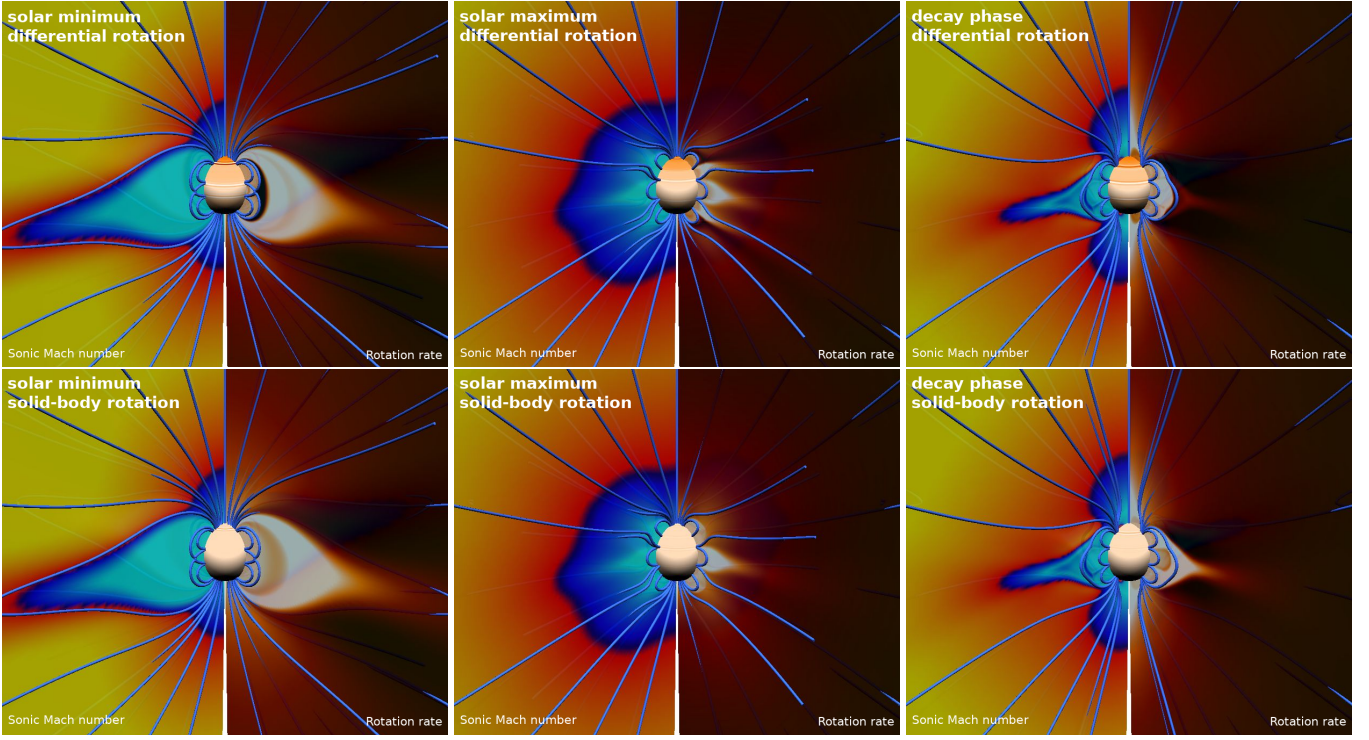 solar minimum
differential rotation
Sonic Mach number
Rotation rate
solar maximum
differential rotation
Sonic Mach number
Rotation rate
decay phase
differential rotation
Sonic Mach number
Rotation rate
solar minimum
solid-body rotation
Sonic Mach number
Rotation rate
solar maximum
solid-body rotation
Sonic Mach number
Rotation rate
decay phase
solid-body rotation
Sonic Mach number
Rotation rate